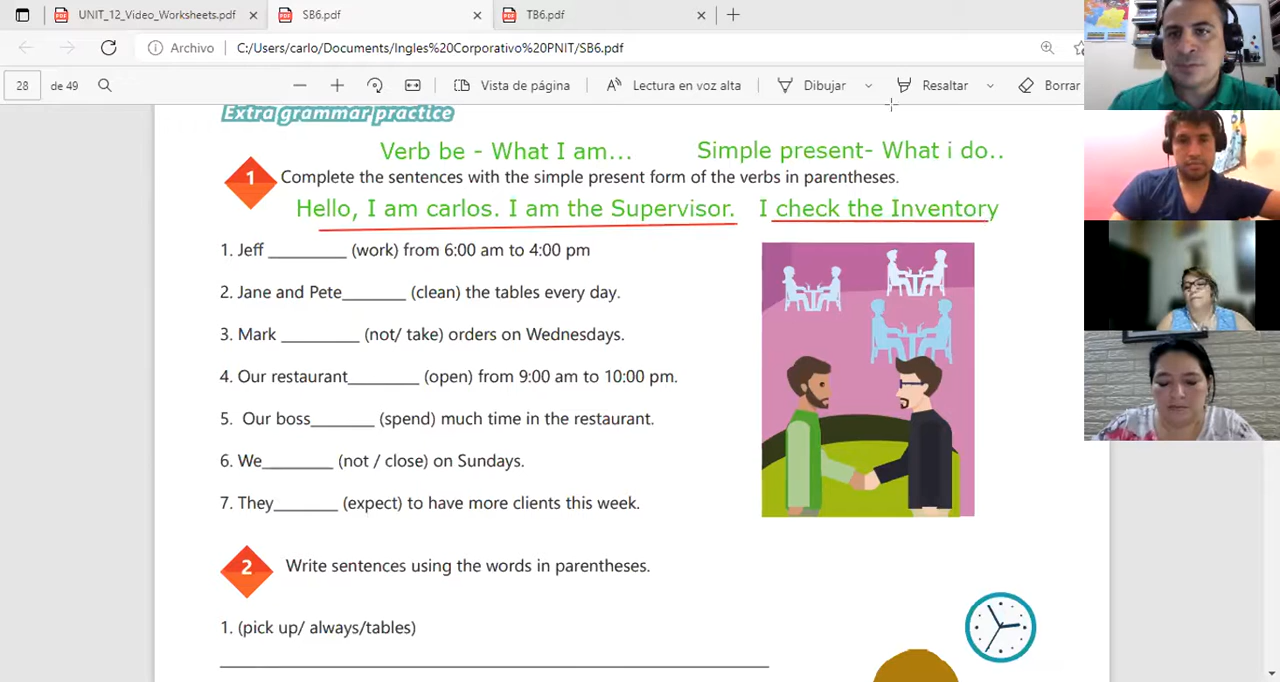 UNIT_12_Video_Worksheets.pdf
SB6.pdf
TB6.pdf
Archivo
C:/Users/carlo/Documents/Ingles%20Corporativo%20PNIT/SB6.pdf
28
de 49
Vista de página
Lectura en voz alta
Dibujar
Resaltar
Borrar
Extra grammar practice
Verb be - What I am...
Simple present- What i do..
1 Complete the sentences with the simple present form of the verbs in parentheses.
Hello, I am carlos. I am the Supervisor.
I check the Inventory
1. Jeff _________ (work) from 6:00 am to 4:00 pm
2. Jane and Pete_______ (clean) the tables every day.
3. Mark _________ (not/ take) orders on Wednesdays.
4. Our restaurant________ (open) from 9:00 am to 10:00 pm.
5. Our boss_______ (spend) much time in the restaurant.
6. We________ (not / close) on Sundays.
7. They_______ (expect) to have more clients this week.
2 Write sentences using the words in parentheses.
1. (pick up/ always/tables)